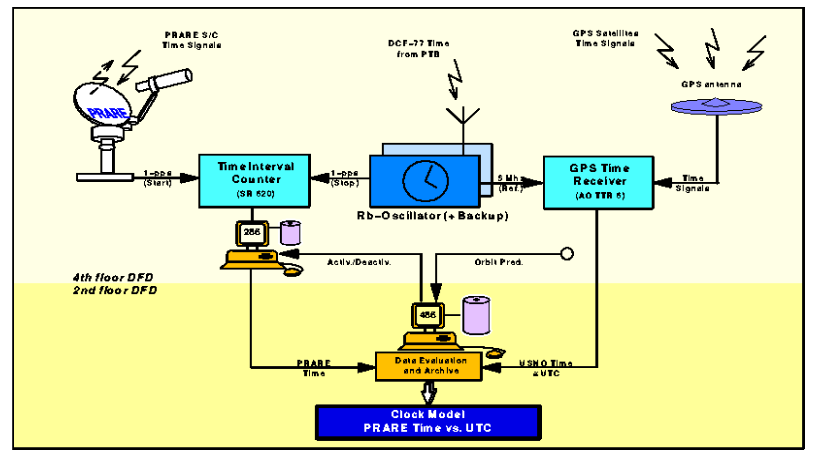 PRARE S/C
Time Signals
DCF-77 Time
from PTB
GPS Satellites
Time Signals
GPS antenna
PRARE
1-pps
(Start)
Time Interval
Counter
(SR 620)
1-pps
(Stop)
5 Mhz
(Ref.)
GPS Time
Receiver
(AO TTR 6)
Time
Signals
Rb-Oscillator (+ Backup)
286
Activ./Deactiv.
Orbit Pred.
4th floor DFD
2nd floor DFD
486
PRARE
Time
Data Evaluation
and Archive
USNO Time
& UTC
Clock Model
PRARE Time vs. UTC